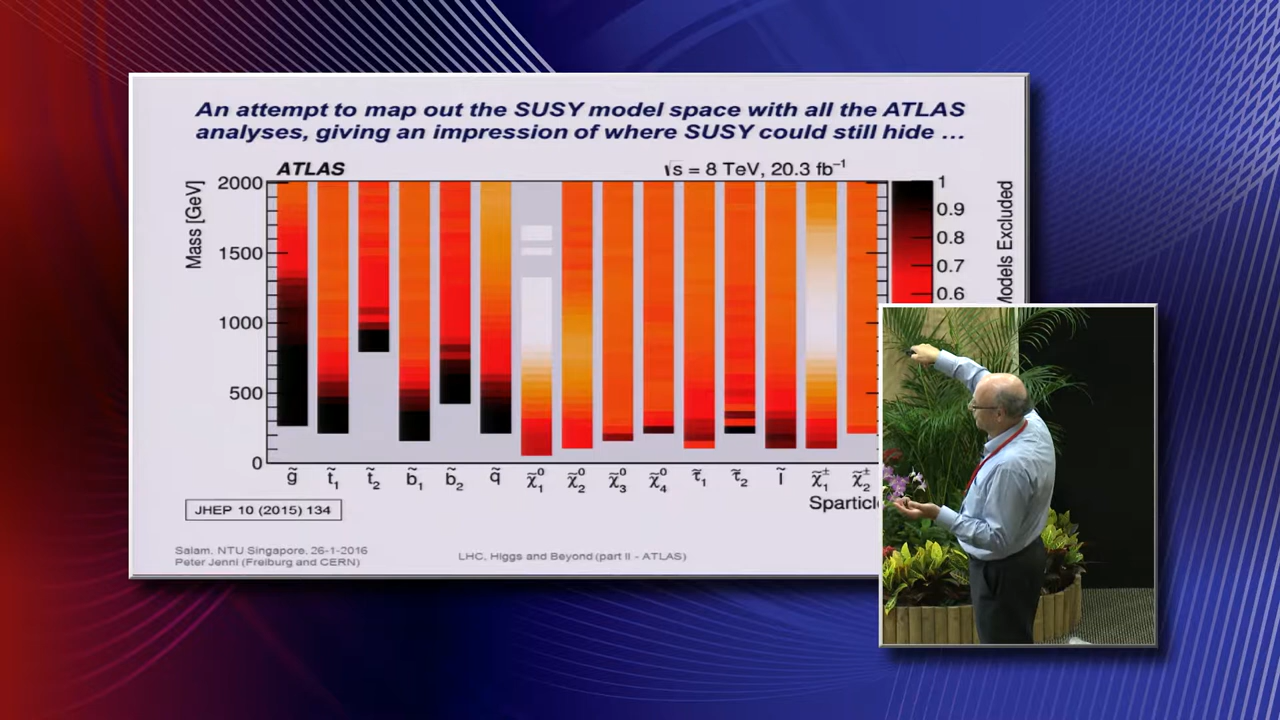 An attempt to map out the SUSY model space with all the ATLAS
analyses, giving an impression of where SUSY could still hide ...
ATLAS
√s = 8 TeV, 20.3 fb⁻¹
Mass [GeV]
2000
1500
1000
500
0
1
0.9
0.8
0.7
0.6
Models Excluded
g̃ t̃₁ t̃₂ b̃₁ b̃₂ q̃ χ̃₁⁰ χ̃₂⁰ χ̃₃⁰ χ̃₄⁰ τ̃₁ τ̃₂ l̃ χ̃₁± χ̃₂±
JHEP 10 (2015) 134
Salam, NTU Singapore, 26-1-2016
Peter Jenni (Freiburg and CERN)
LHC, Higgs and Beyond (part II - ATLAS)